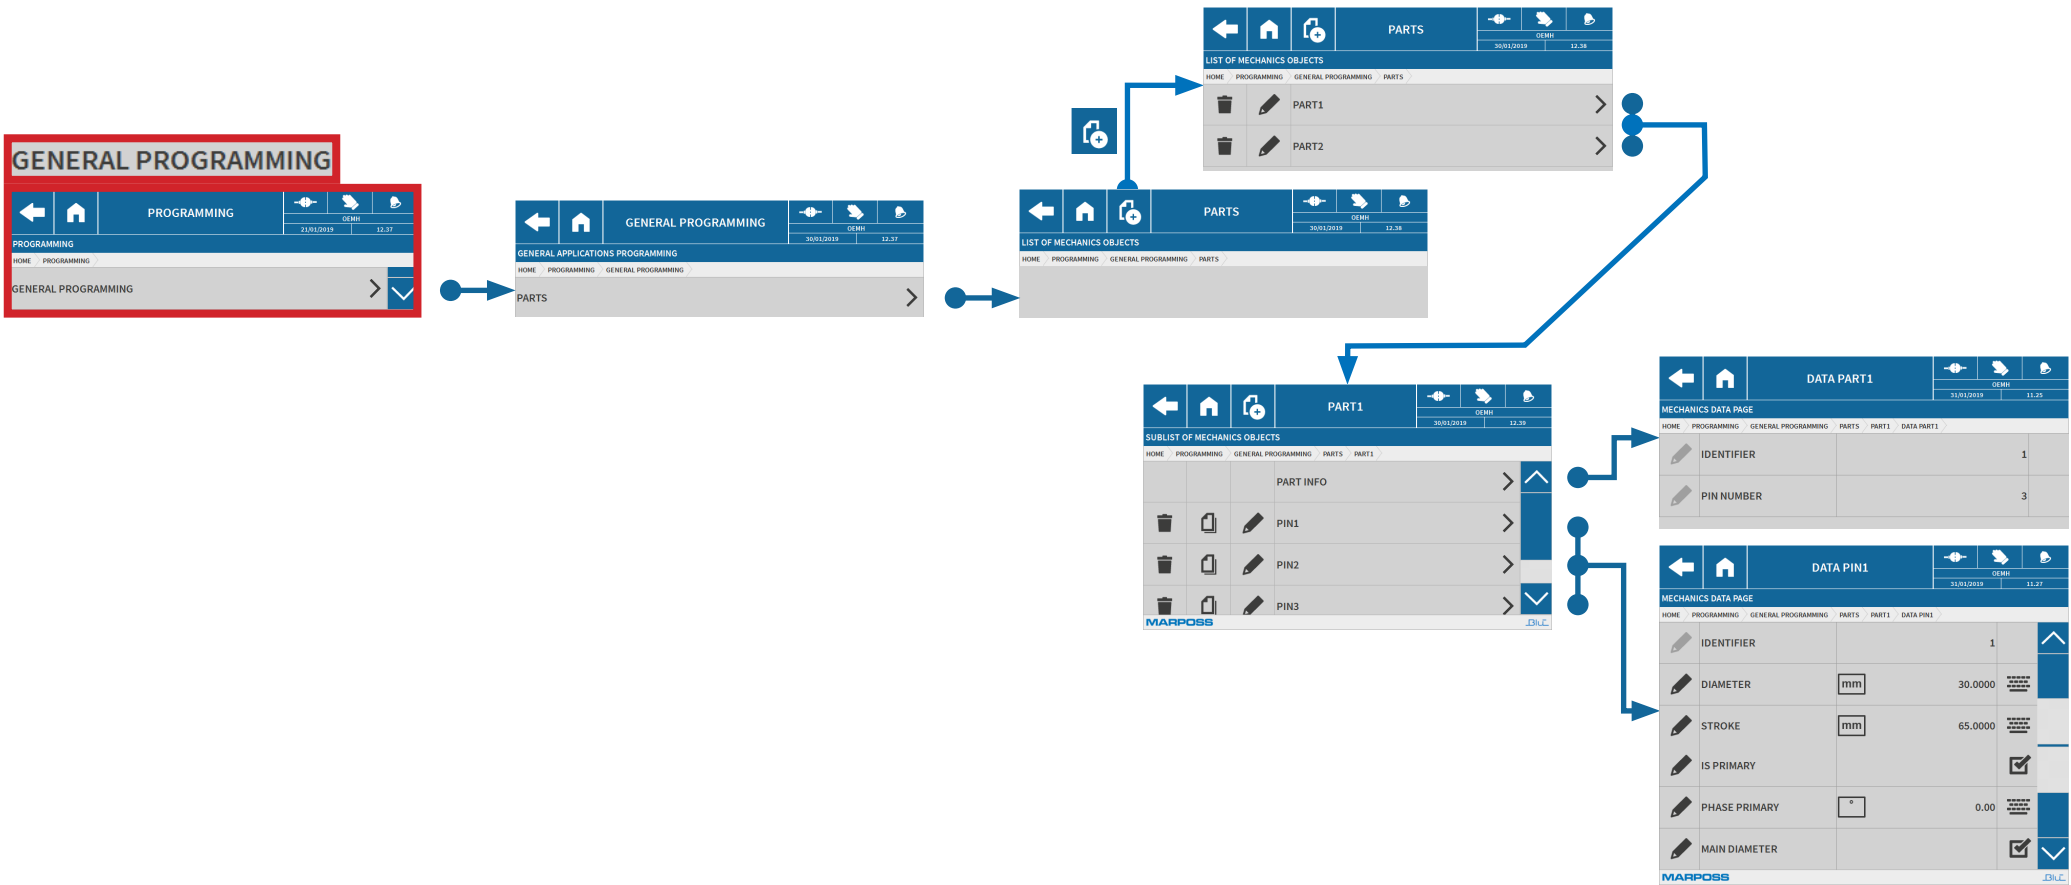 GENERAL PROGRAMMING
PROGRAMMING
OEMH
21/01/2019 12.37
PROGRAMMING
HOME PROGRAMMING
GENERAL PROGRAMMING
GENERAL PROGRAMMING
OEMH
30/01/2019 12.37
GENERAL APPLICATIONS PROGRAMMING
HOME PROGRAMMING GENERAL PROGRAMMING
PARTS
PARTS
OEMH
30/01/2019 12.38
LIST OF MECHANICS OBJECTS
HOME PROGRAMMING GENERAL PROGRAMMING PARTS
PARTS
OEMH
30/01/2019 12.38
LIST OF MECHANICS OBJECTS
HOME PROGRAMMING GENERAL PROGRAMMING PARTS
PART1
PART2
PART1
OEMH
30/01/2019 12.39
SUBLIST OF MECHANICS OBJECTS
HOME PROGRAMMING GENERAL PROGRAMMING PARTS PART1
PART INFO
PIN1
PIN2
PIN3
MARPOSS BLÚ
DATA PART1
OEMH
31/01/2019 11.25
MECHANICS DATA PAGE
HOME PROGRAMMING GENERAL PROGRAMMING PARTS PART1 DATA PART1
IDENTIFIER 1
PIN NUMBER 3
DATA PIN1
OEMH
31/01/2019 11.27
MECHANICS DATA PAGE
HOME PROGRAMMING GENERAL PROGRAMMING PARTS PART1 DATA PIN1
IDENTIFIER 1
DIAMETER mm 30.0000
STROKE mm 65.0000
IS PRIMARY
PHASE PRIMARY ° 0.00
MAIN DIAMETER
MARPOSS BLÚ